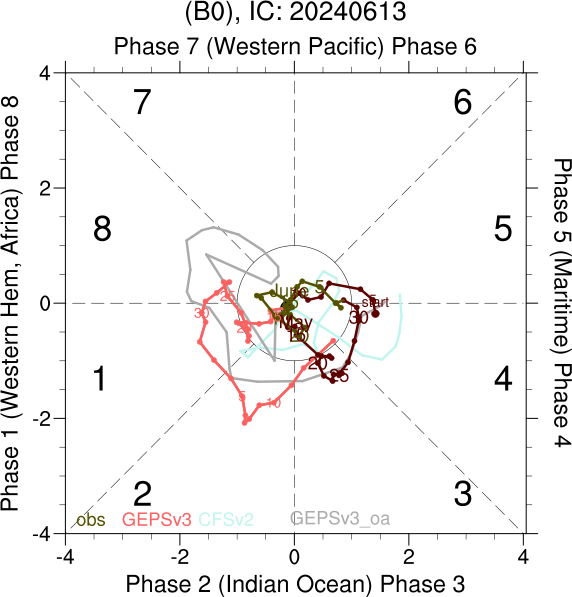 (B0), IC: 20240613
Phase 7 (Western Pacific) Phase 6
Phase 1 (Western Hem, Africa) Phase 8
Phase 5 (Maritime) Phase 4
4
2
0
-2
-4
7
6
8
5
1
4
2
3
June
5
start
30
May
25
30
20
25
5
10
obs GEPSv3 CFSv2 GEPSv3_oa
-4 -2 0 2 4
Phase 2 (Indian Ocean) Phase 3